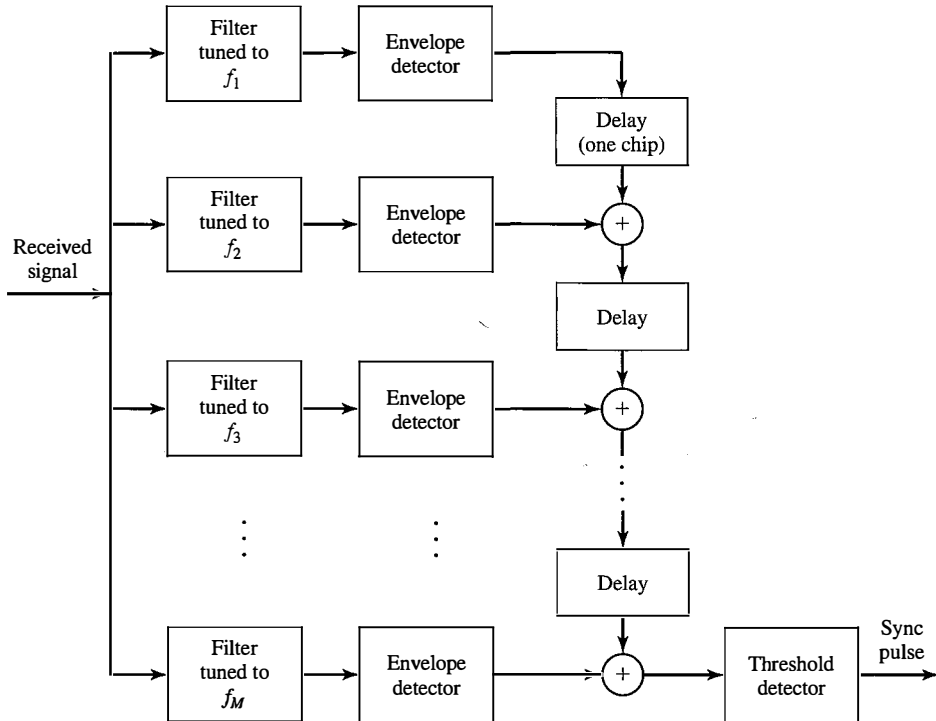 Filter
tuned to
f1
Envelope
detector
Delay
(one chip)
Filter
tuned to
f2
Envelope
detector
+
Received
signal
Delay
Filter
tuned to
f3
Envelope
detector
+
Delay
Filter
tuned to
fM
Envelope
detector
+
Threshold
detector
Sync
pulse